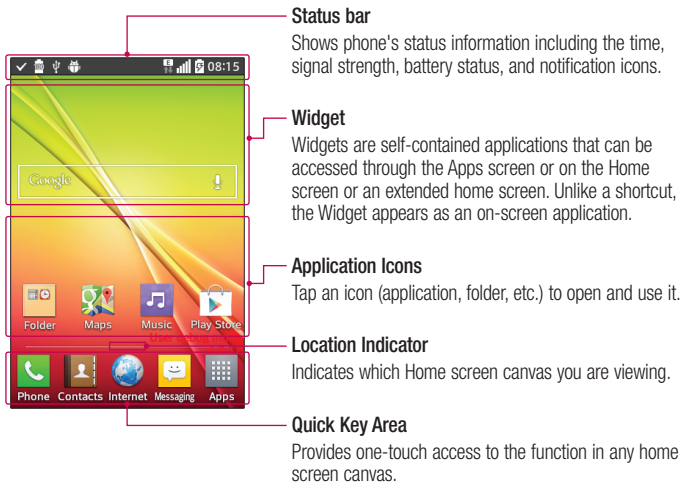 Status bar
Shows phone's status information including the time,
signal strength, battery status, and notification icons.
08:15
Widget
Widgets are self-contained applications that can be
accessed through the Apps screen or on the Home
screen or an extended home screen. Unlike a shortcut,
the Widget appears as an on-screen application.
Google
Application Icons
Tap an icon (application, folder, etc.) to open and use it.
Folder Maps Music Play Store
User debug
Location Indicator
Indicates which Home screen canvas you are viewing.
Phone Contacts Internet Messaging Apps
Quick Key Area
Provides one-touch access to the function in any home
screen canvas.